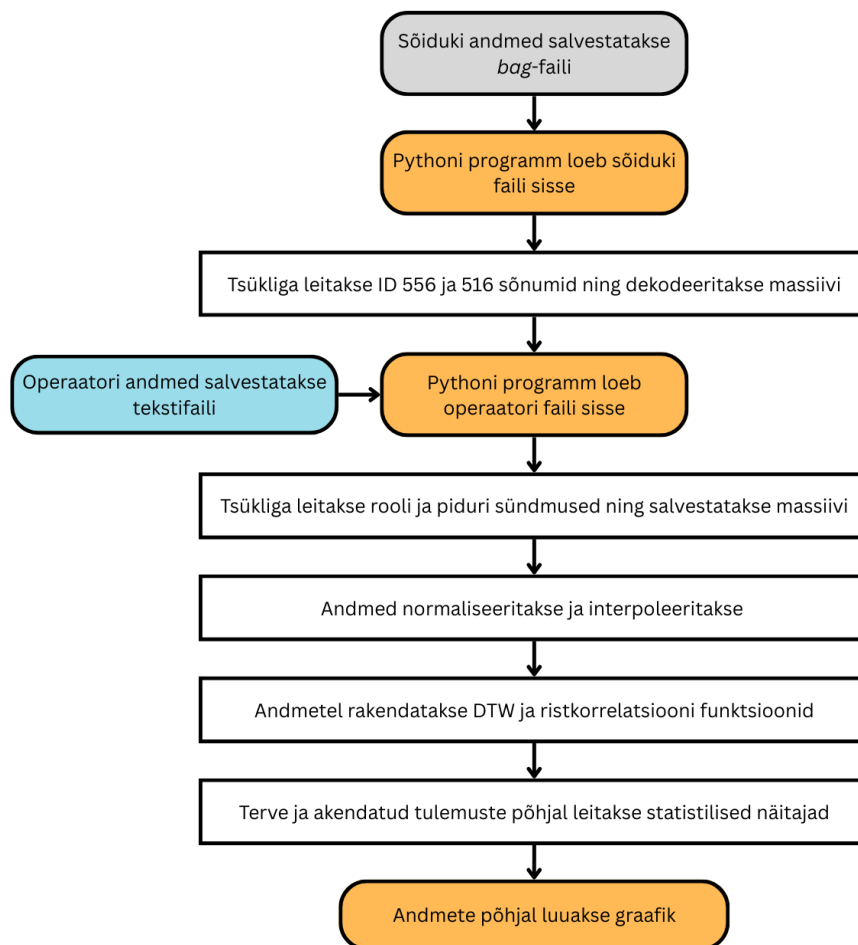 Sõiduki andmed salvestatakse
bag-faili
Pythoni programm loeb sõiduki
faili sisse
Tsükliga leitakse ID 556 ja 516 sõnumid ning dekodeeritakse massiivi
Operaatori andmed salvestatakse
tekstifaili
Pythoni programm loeb
operaatori faili sisse
Tsükliga leitakse rooli ja piduri sündmused ning salvestatakse massiivi
Andmed normaliseeritakse ja interpoleeritakse
Andmetel rakendatakse DTW ja ristkorrelatsiooni funktsioonid
Terve ja akendatud tulemuste põhjal leitakse statistilised näitajad
Andmete põhjal luuakse graafik